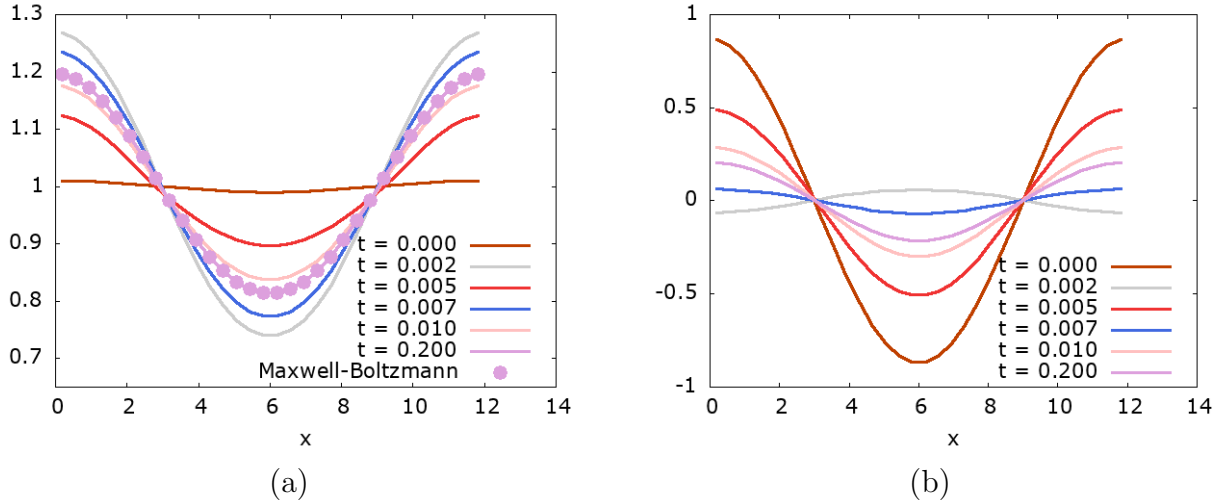 1.3
1.2
1.1
1
0.9
0.8
0.7
t = 0.000
t = 0.002
t = 0.005
t = 0.007
t = 0.010
t = 0.200
Maxwell-Boltzmann
0 2 4 6 8 10 12 14
x
(a)
1
0.5
0
-0.5
-1
t = 0.000
t = 0.002
t = 0.005
t = 0.007
t = 0.010
t = 0.200
0 2 4 6 8 10 12 14
x
(b)